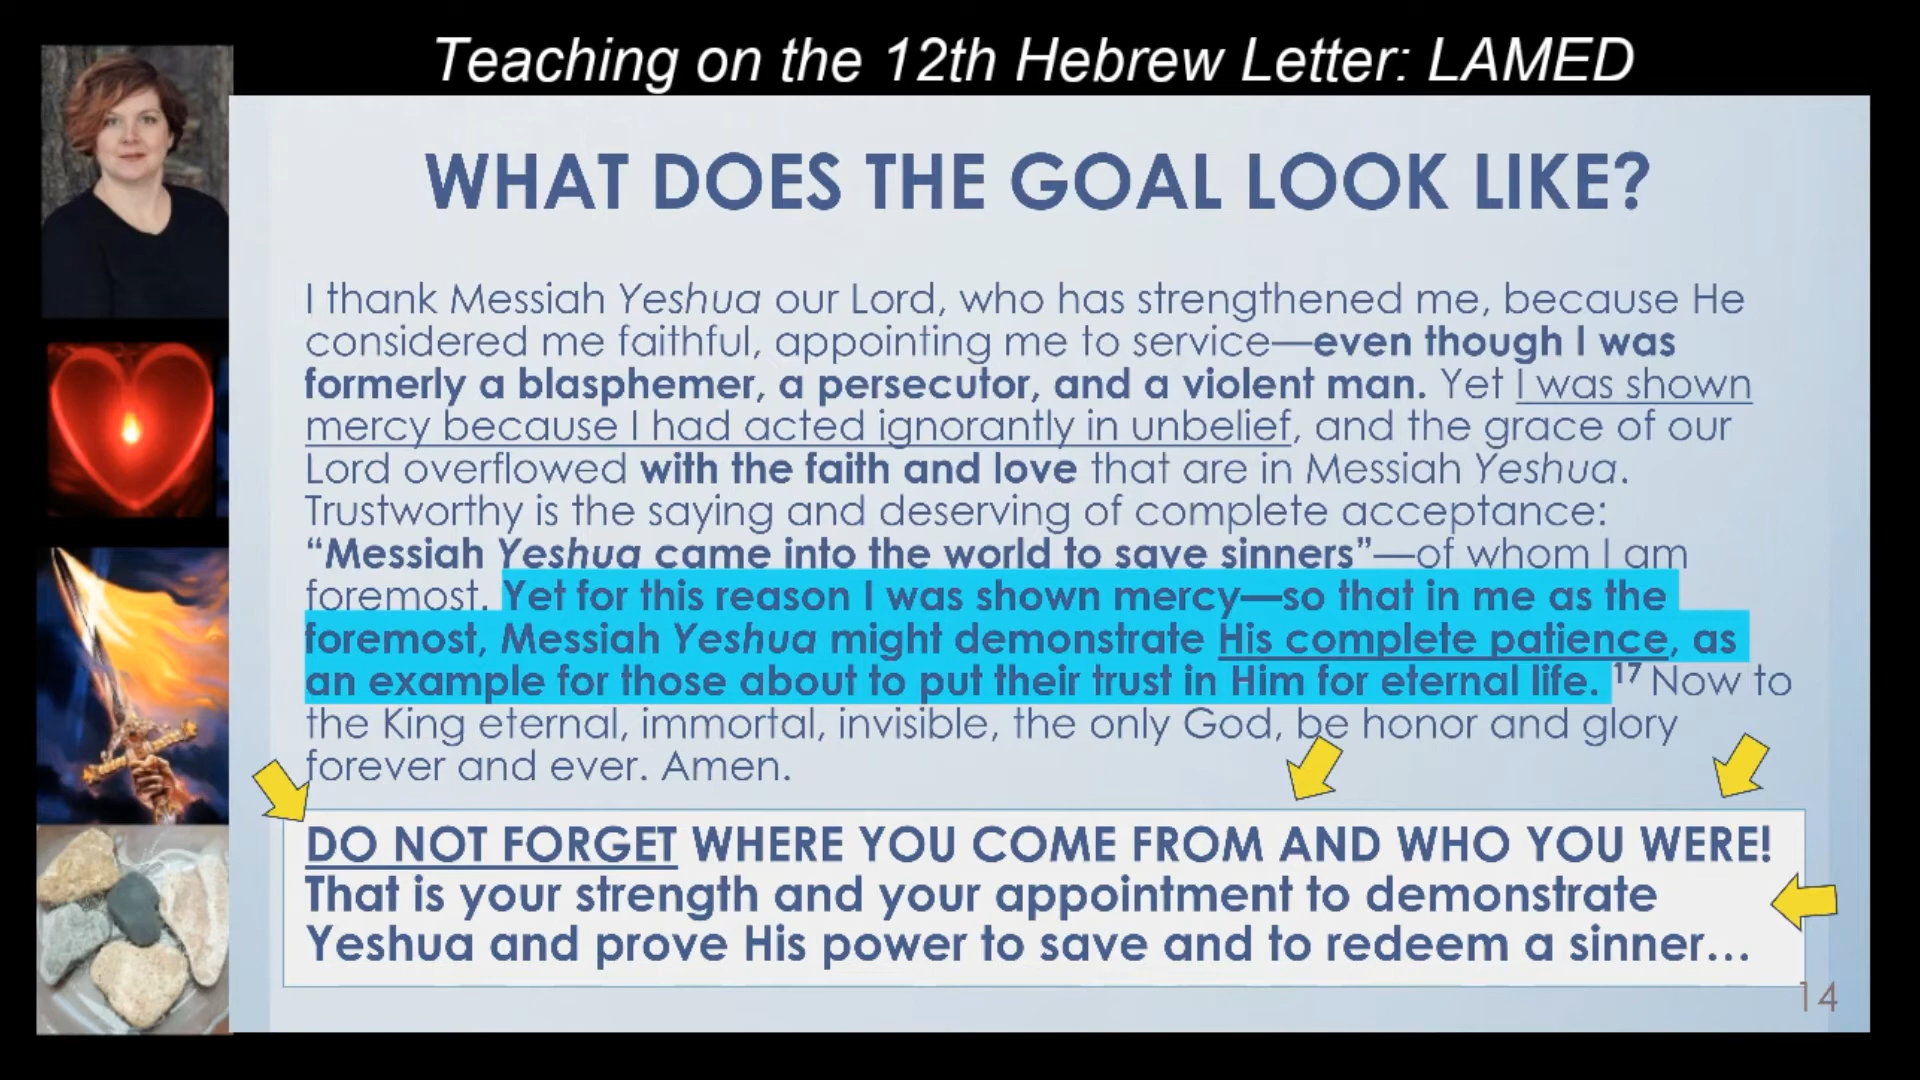 Teaching on the 12th Hebrew Letter: LAMED
WHAT DOES THE GOAL LOOK LIKE?
I thank Messiah Yeshua our Lord, who has strengthened me, because He
considered me faithful, appointing me to service—even though I was
formerly a blasphemer, a persecutor, and a violent man. Yet I was shown
mercy because I had acted ignorantly in unbelief, and the grace of our
Lord overflowed with the faith and love that are in Messiah Yeshua.
Trustworthy is the saying and deserving of complete acceptance:
“Messiah Yeshua came into the world to save sinners”—of whom I am
foremost. Yet for this reason I was shown mercy—so that in me as the
foremost, Messiah Yeshua might demonstrate His complete patience, as
an example for those about to put their trust in Him for eternal life. ¹⁷ Now to
the King eternal, immortal, invisible, the only God, be honor and glory
forever and ever. Amen.
DO NOT FORGET WHERE YOU COME FROM AND WHO YOU WERE!
That is your strength and your appointment to demonstrate
Yeshua and prove His power to save and to redeem a sinner...
14